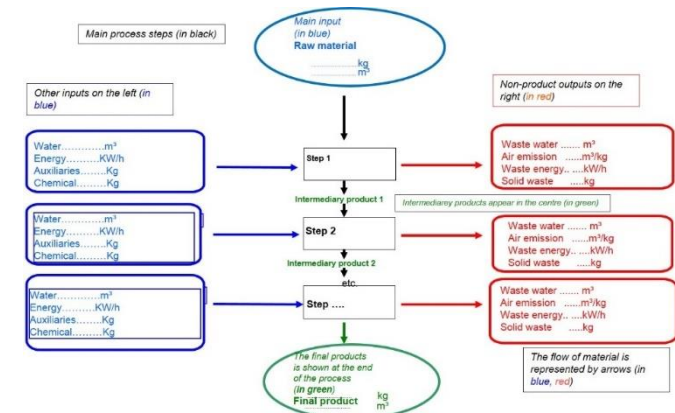 Main process steps (in black)
Main input
(in blue)
Raw material
..................kg
..................m³
Other inputs on the left (in
blue)
Non-product outputs on the
right (in red)
Water.............m³
Energy..........KW/h
Auxiliaries........Kg
Chemical.........Kg
Step 1
Waste water ....... m³
Air emission ......m³/kg
Waste energy.. ....kW/h
Solid waste .....kg
Intermediary product 1
Intermediarey products appear in the centre (in green)
Water.............m³
Energy..........KW/h
Auxiliaries........Kg
Chemical.........Kg
Step 2
Waste water ....... m³
Air emission ......m³/kg
Waste energy.. ....kW/h
Solid waste .....kg
Intermediary product 2
etc.
Water.............m³
Energy..........KW/h
Auxiliaries........Kg
Chemical.........Kg
Step ....
Waste water ....... m³
Air emission ......m³/kg
Waste energy.. ....kW/h
Solid waste .....kg
The final products
is shown at the end
of the process
(in green)
Final product
kg
m³
The flow of material is
represented by arrows (in
blue, red)